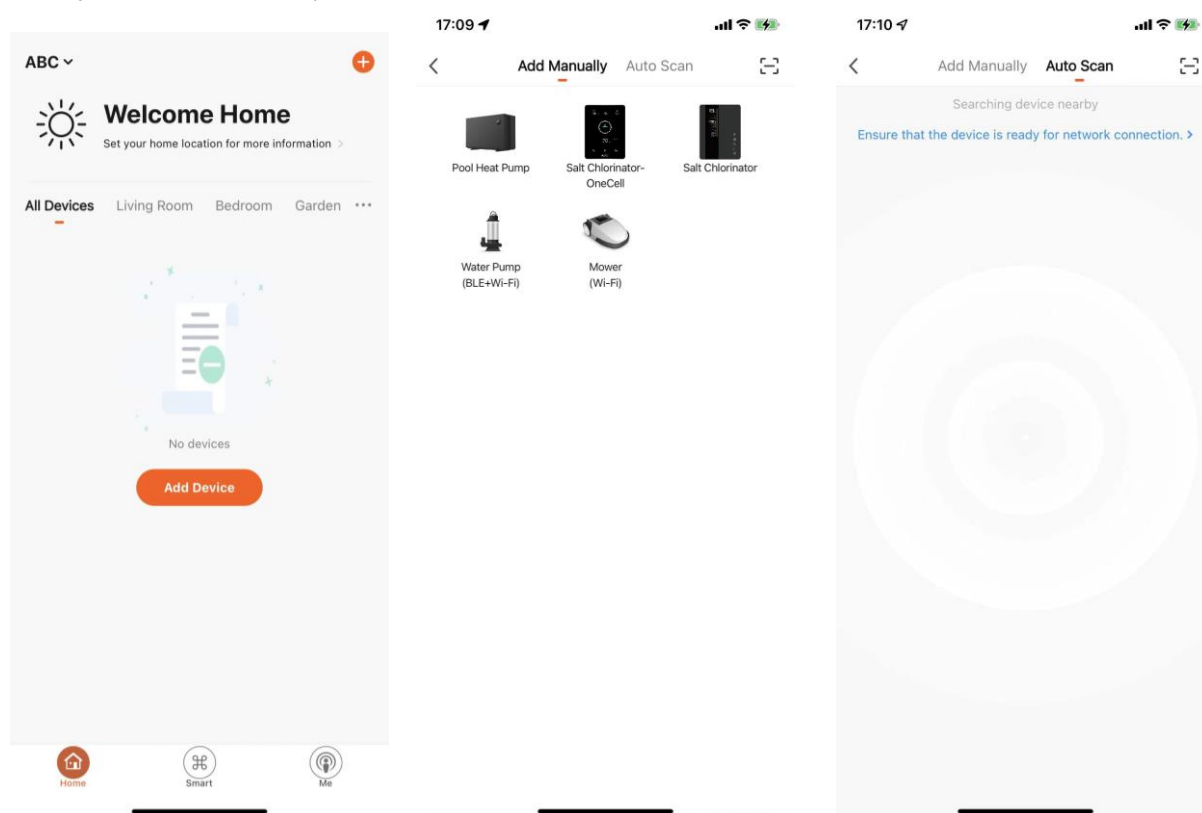 ABC
Welcome Home
Set your home location for more information
All Devices Living Room Bedroom Garden
No devices
Add Device
Home Smart Me
17:09
Add Manually Auto Scan
Pool Heat Pump
Salt Chlorinator-
OneCell
Salt Chlorinator
Water Pump
(BLE+Wi-Fi)
Mower
(Wi-Fi)
17:10
Add Manually Auto Scan
Searching device nearby
Ensure that the device is ready for network connection. >